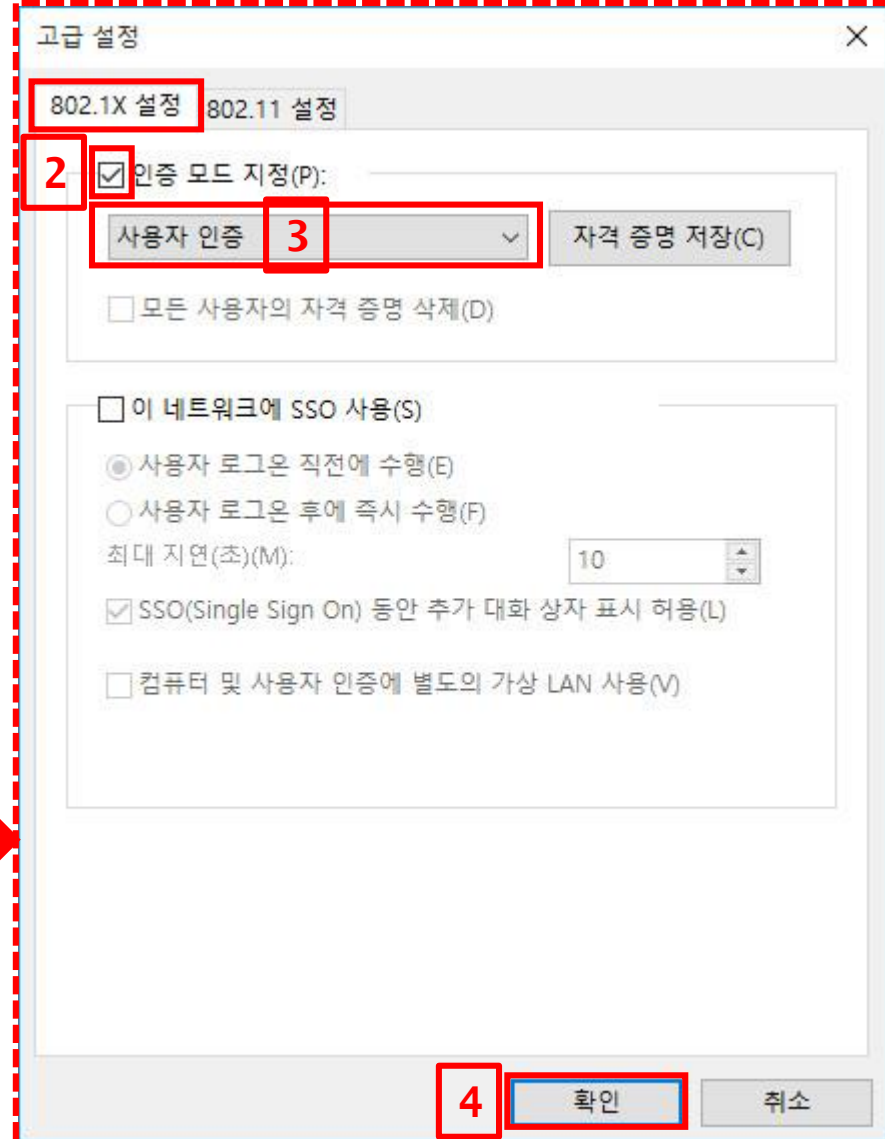 고급 설정
802.1X 설정 802.11 설정
2 인증 모드 지정(P):
사용자 인증 3 자격 증명 저장(C)
모든 사용자의 자격 증명 삭제(D)
이 네트워크에 SSO 사용(S)
사용자 로그온 직전에 수행(E)
사용자 로그온 후에 즉시 수행(F)
최대 지연(초)(M): 10
SSO(Single Sign On) 동안 추가 대화 상자 표시 허용(L)
컴퓨터 및 사용자 인증에 별도의 가상 LAN 사용(V)
4 확인 취소